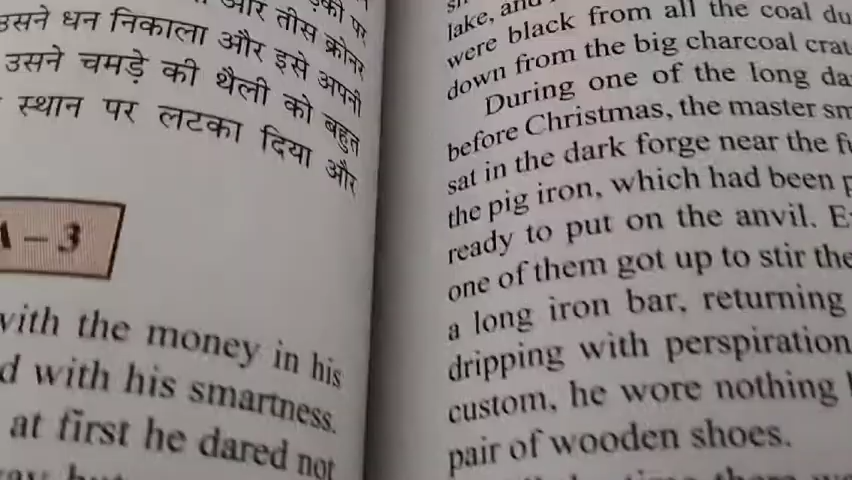 और तीस क्रोनर
उसने धन निकाला और इसे अपनी
उसने चमड़े की थैली को बहुत
स्थान पर लटका दिया और
– 3
with the money in his
with his smartness.
at first he dared not
lake, and
were black from all the coal
down from the big charcoal
During one of the long
before Christmas, the master
sat in the dark forge near the
the pig iron, which had been
ready to put on the anvil.
one of them got up to stir the
a long iron bar, returning
dripping with perspiration
custom, he wore nothing
pair of wooden shoes.